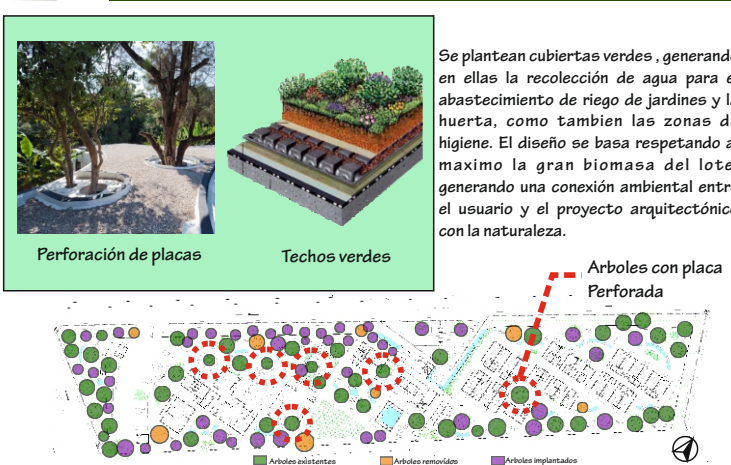 Se plantean cubiertas verdes , generando
en ellas la recolección de agua para e
abastecimiento de riego de jardines y la
huerta, como tambien las zonas de
higiene. El diseño se basa respetando a
maximo la gran biomasa del lote
generando una conexión ambiental entr
el usuario y el proyecto arquitectónico
con la naturaleza.
Perforación de placas
Techos verdes
Arboles con placa
Perforada
Arboles existentes
Arboles removidos
Arboles implantados